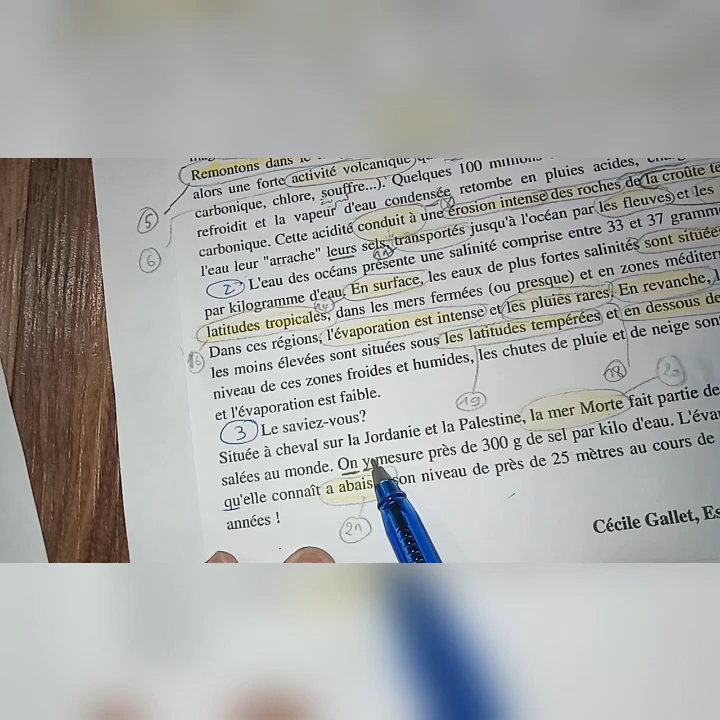 Remontons dans le
alors une forte activité volcanique
carbonique, chlore, souffre...). Quelques 100 millions
refroidit et la vapeur d'eau condensée retombe en pluies acides,
carbonique. Cette acidité conduit à une érosion intense des roches de la croûte te
l'eau leur "arrache" leurs sels, transportés jusqu'à l'océan par les fleuves et les
2 L'eau des océans présente une salinité comprise entre 33 et 37 gramm
par kilogramme d'eau. En surface, les eaux de plus fortes salinités sont située
latitudes tropicales, dans les mers fermées (ou presque) et en zones méditer
Dans ces régions, l'évaporation est intense et les pluies rares. En revanche,
les moins élevées sont situées sous les latitudes tempérées et en dessous de
niveau de ces zones froides et humides, les chutes de pluie et de neige son
et l'évaporation est faible.
3 Le saviez-vous?
Située à cheval sur la Jordanie et la Palestine, la mer Morte fait partie de
salées au monde. On y mesure près de 300 g de sel par kilo d'eau. L'éva
qu'elle connaît a abais son niveau de près de 25 mètres au cours de
années !
Cécile Gallet, Es
5
6
16
19
18